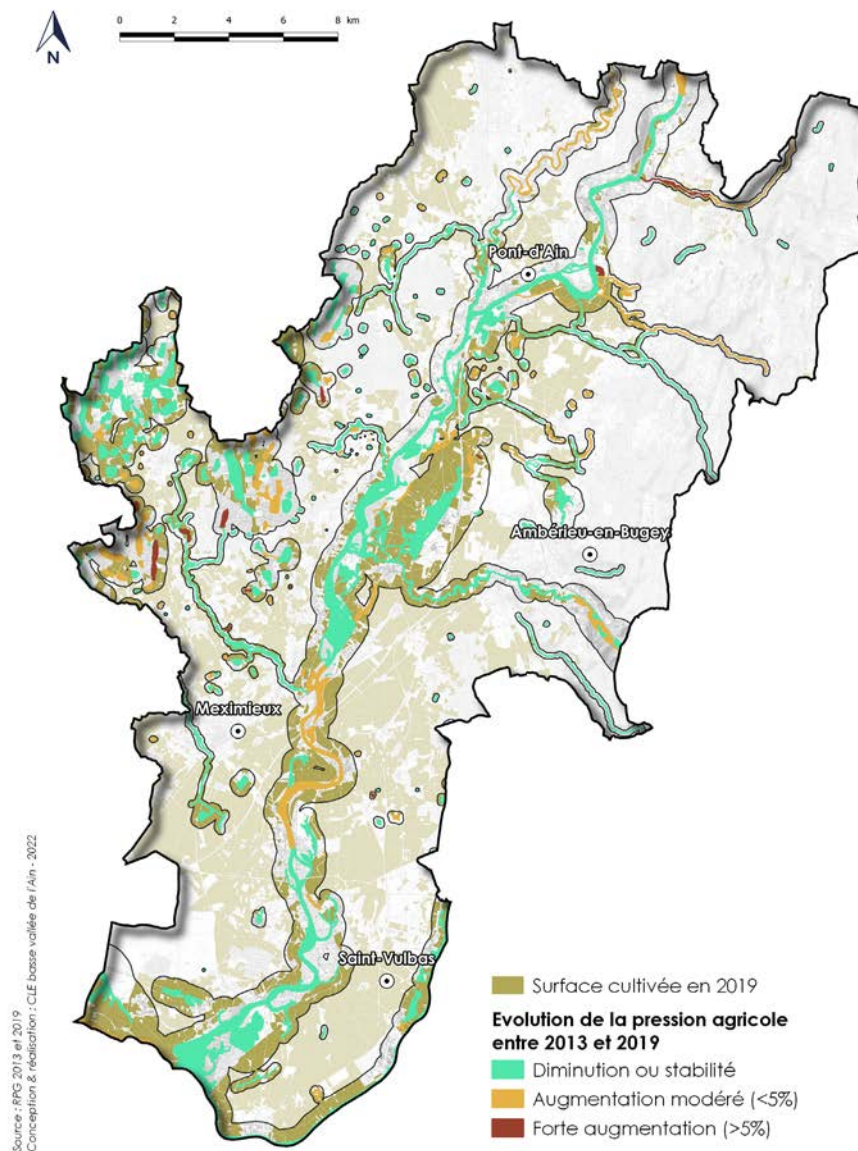 0 2 4 6 8 km
N
Pont-d'Ain
Ambérieu-en-Bugey
Meximieux
Saint-Vulbas
Source : RPG 2013 et 2019
Conception & réalisation : CLE basse vallée de l'Ain - 2022
Surface cultivée en 2019
Evolution de la pression agricole
entre 2013 et 2019
Diminution ou stabilité
Augmentation modéré (<5%)
Forte augmentation (>5%)